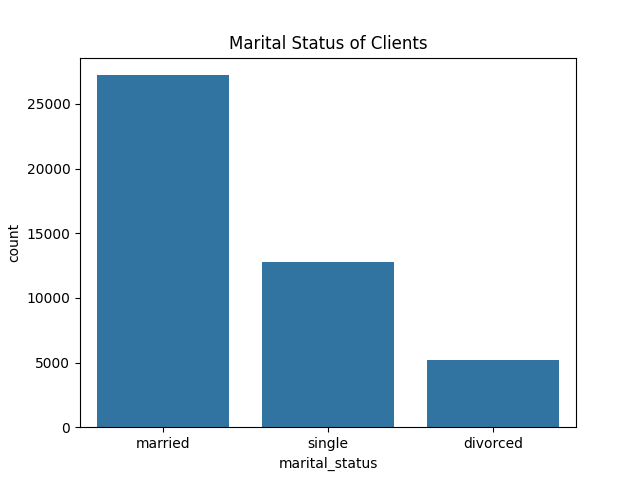 Marital Status of Clients
count
25000
20000
15000
10000
5000
0
married single divorced
marital_status